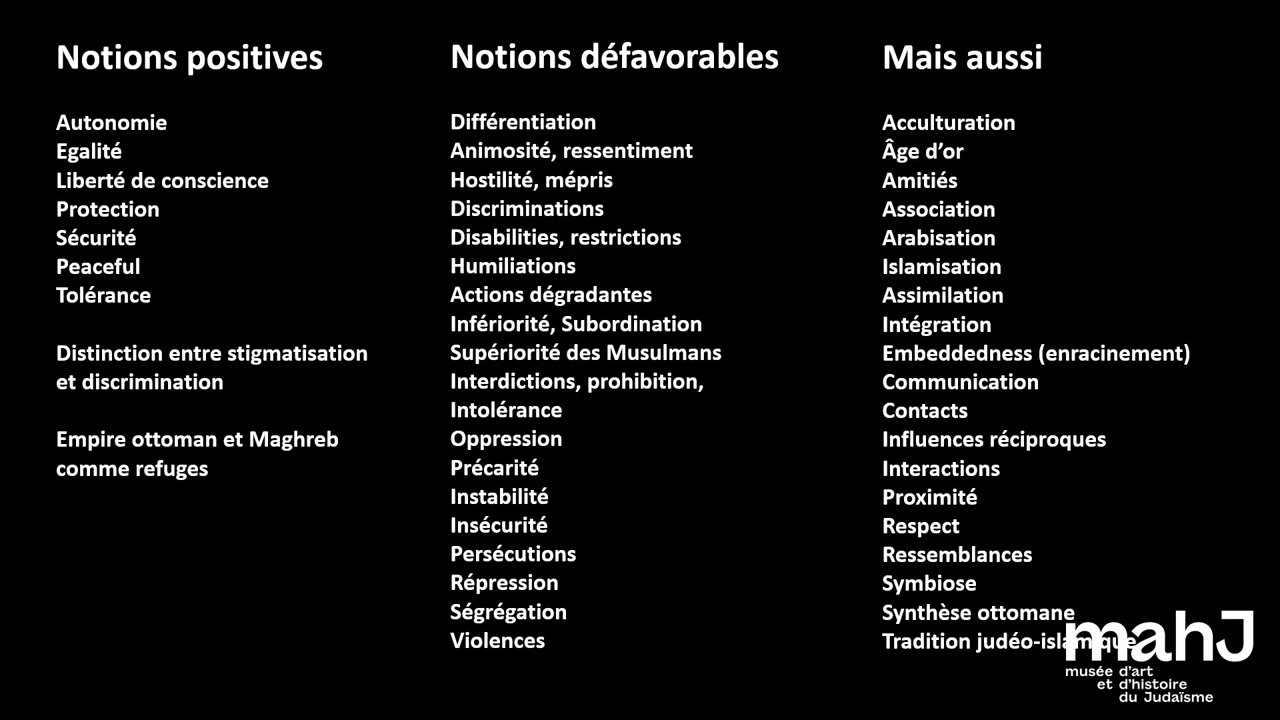 Notions positives
Autonomie
Egalité
Liberté de conscience
Protection
Sécurité
Peaceful
Tolérance
Distinction entre stigmatisation
et discrimination
Empire ottoman et Maghreb
comme refuges
Notions défavorables
Différentiation
Animosité, ressentiment
Hostilité, mépris
Discriminations
Disabilities, restrictions
Humiliations
Actions dégradantes
Infériorité, Subordination
Supériorité des Musulmans
Interdictions, prohibition,
Intolérance
Oppression
Précarité
Instabilité
Insécurité
Persécutions
Répression
Ségrégation
Violences
Mais aussi
Acculturation
Âge d’or
Amitiés
Association
Arabisation
Islamisation
Assimilation
Intégration
Embeddedness (enracinement)
Communication
Contacts
Influences réciproques
Interactions
Proximité
Respect
Ressemblances
Symbiose
Synthèse ottomane
Tradition judéo-islamique
mahJ
musée d’art
et d’histoire
du Judaïsme